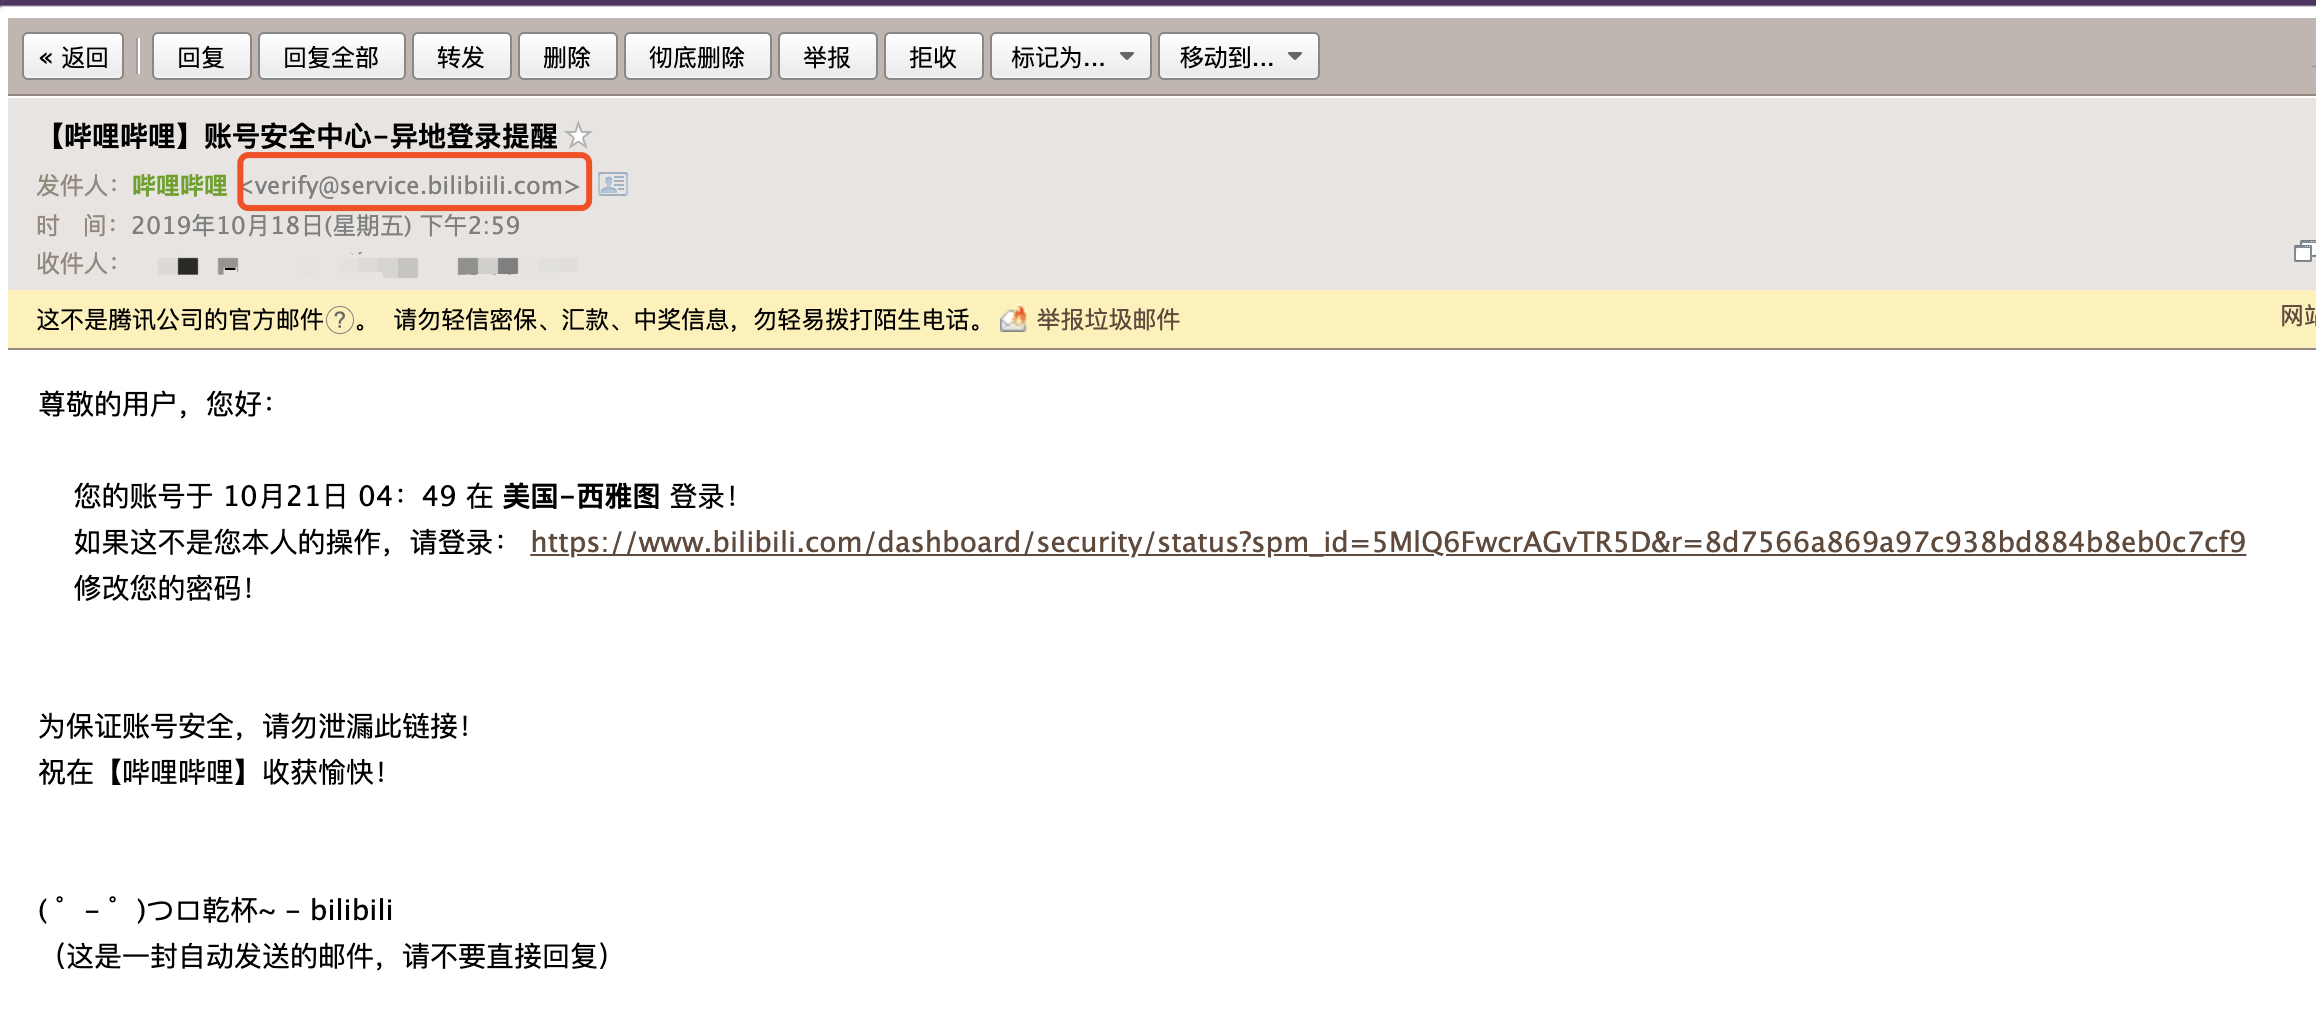 « 返回 回复 回复全部 转发 删除 彻底删除 举报 拒收 标记为... 移动到...
【哔哩哔哩】账号安全中心-异地登录提醒
发件人：哔哩哔哩 <verify@service.bilibiili.com>
时 间：2019年10月18日(星期五) 下午2:59
收件人：
这不是腾讯公司的官方邮件?。 请勿轻信密保、汇款、中奖信息，勿轻易拨打陌生电话。 举报垃圾邮件 网站
尊敬的用户，您好：
您的账号于 10月21日 04：49 在 美国-西雅图 登录！
如果这不是您本人的操作，请登录： https://www.bilibili.com/dashboard/security/status?spm_id=5MlQ6FwcrAGvTR5D&r=8d7566a869a97c938bd884b8eb0c7cf9
修改您的密码！
为保证账号安全，请勿泄漏此链接！
祝在【哔哩哔哩】收获愉快！
( ゜- ゜)つロ乾杯~ - bilibili
（这是一封自动发送的邮件，请不要直接回复）